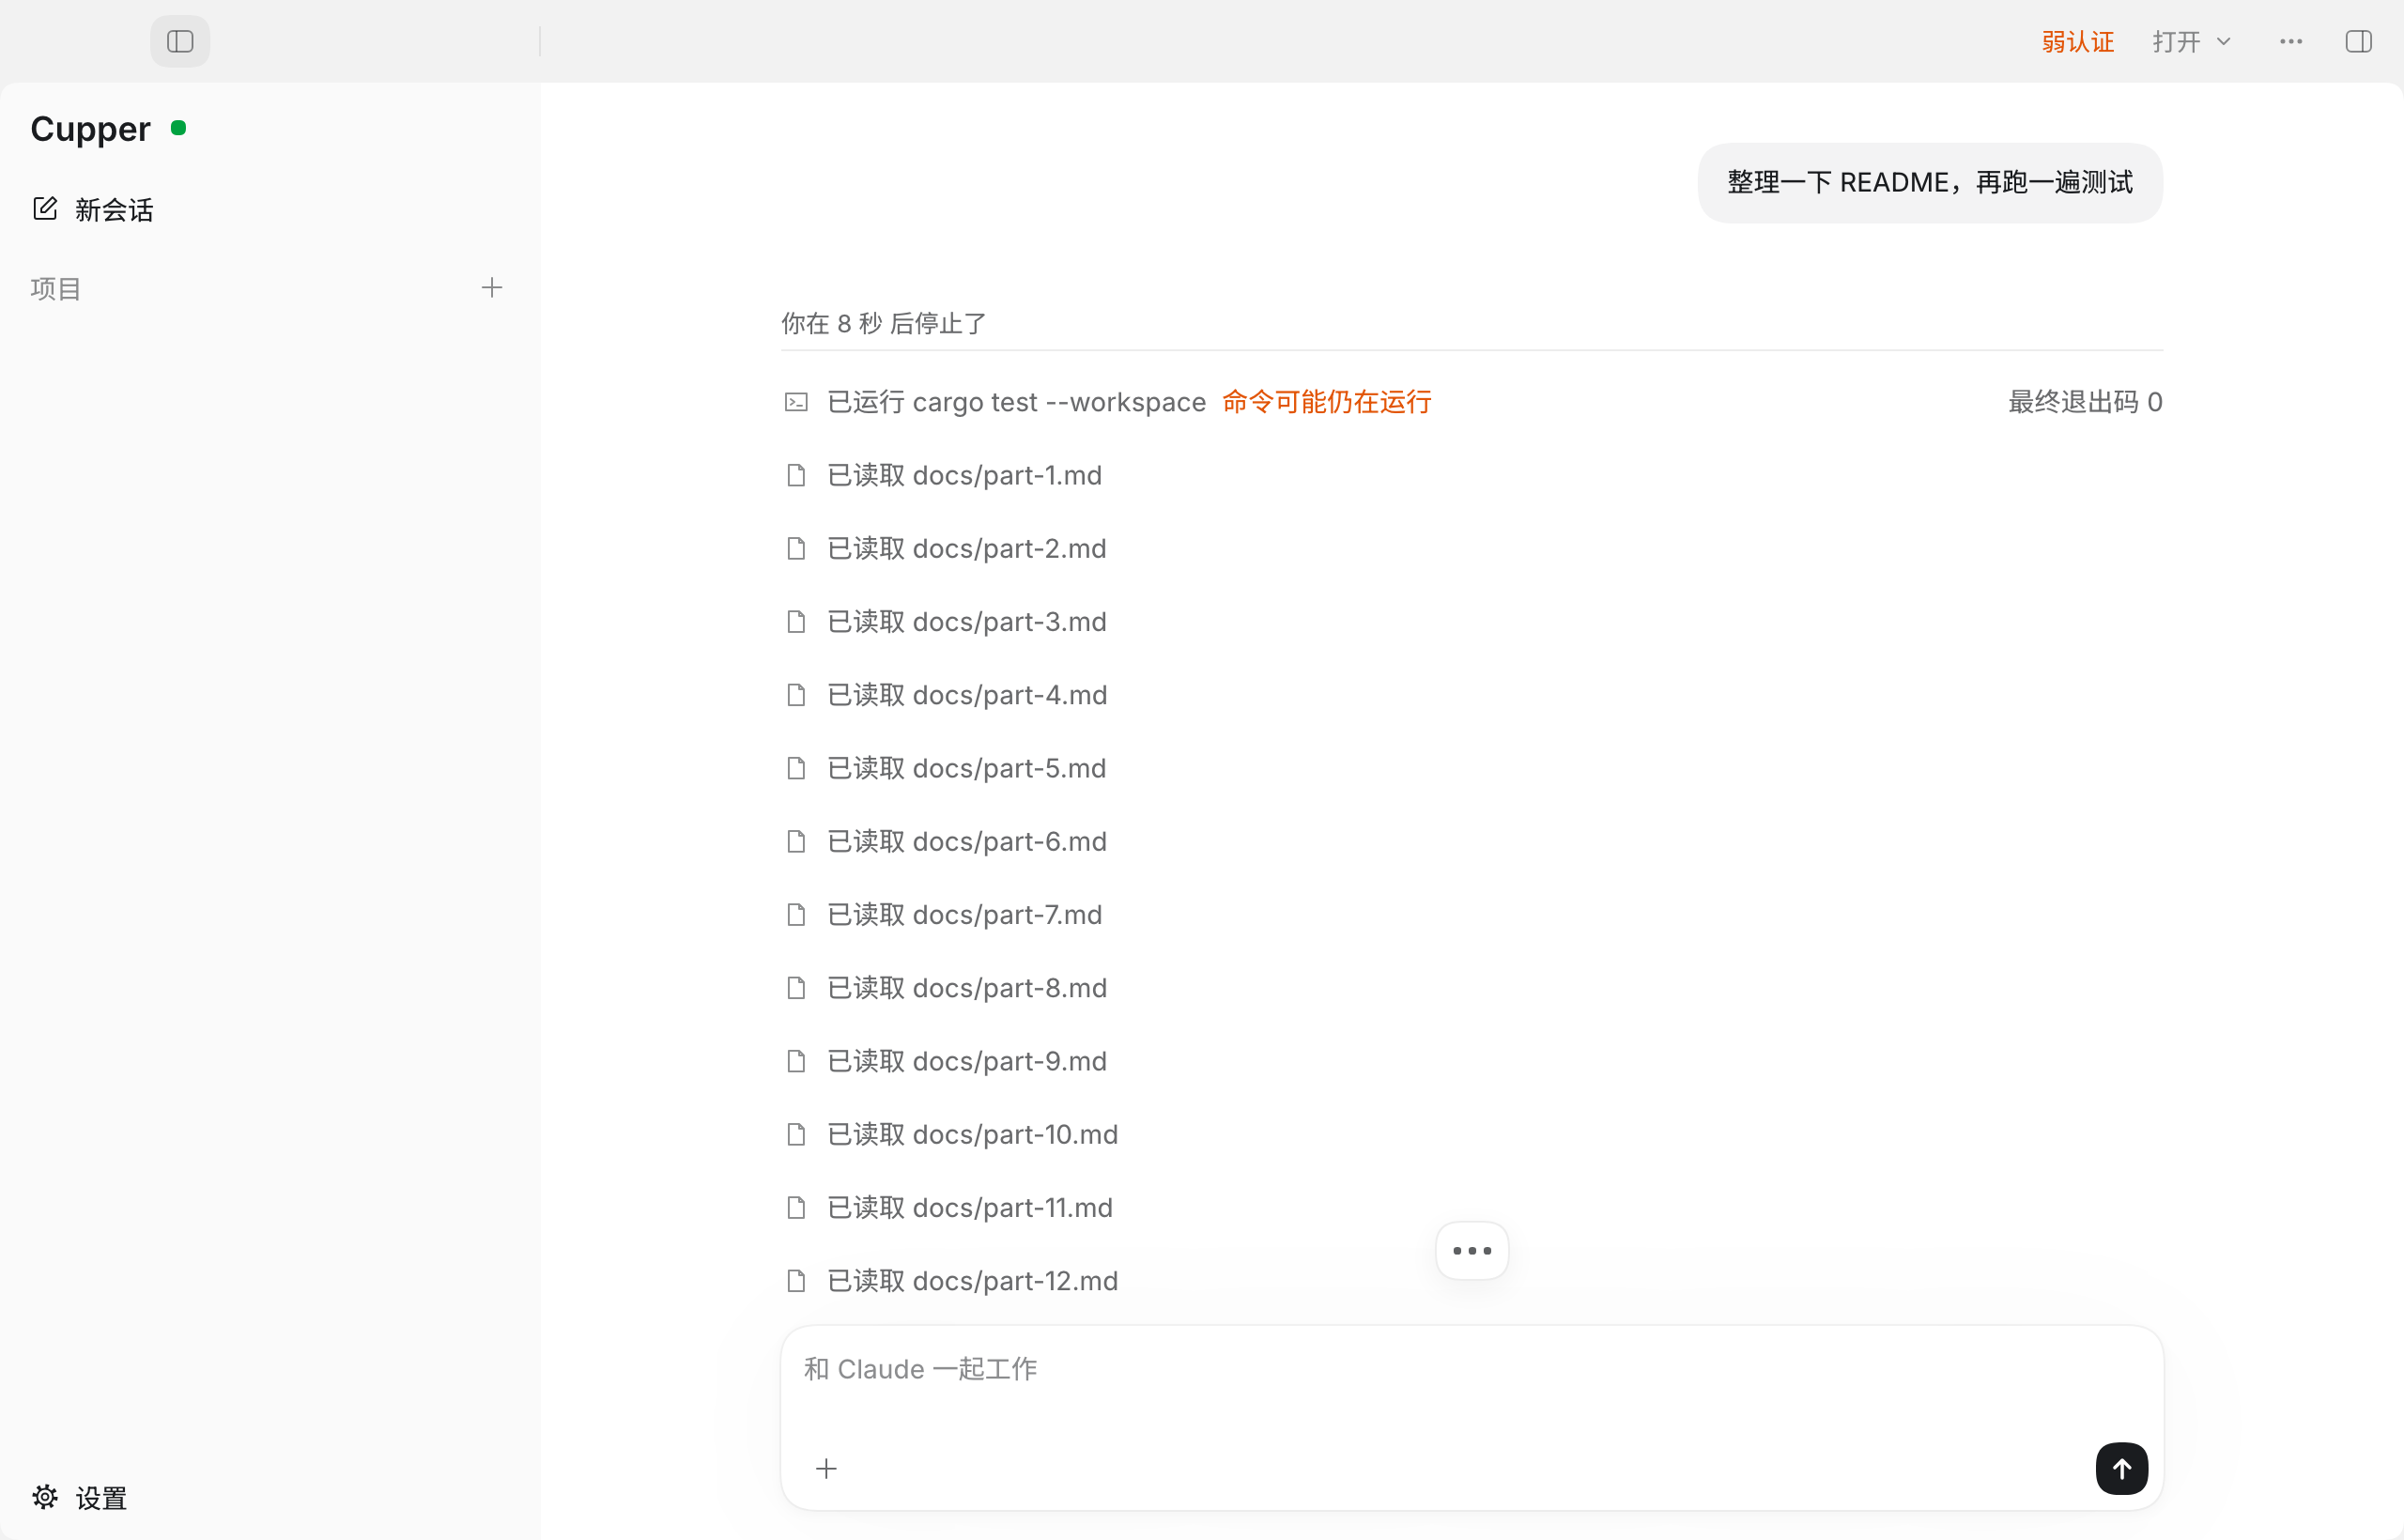 弱认证 打开
Cupper
新会话
项目
整理一下 README，再跑一遍测试
你在 8 秒 后停止了
已运行 cargo test --workspace 命令可能仍在运行 最终退出码 0
已读取 docs/part-1.md
已读取 docs/part-2.md
已读取 docs/part-3.md
已读取 docs/part-4.md
已读取 docs/part-5.md
已读取 docs/part-6.md
已读取 docs/part-7.md
已读取 docs/part-8.md
已读取 docs/part-9.md
已读取 docs/part-10.md
已读取 docs/part-11.md
已读取 docs/part-12.md
和 Claude 一起工作
设置